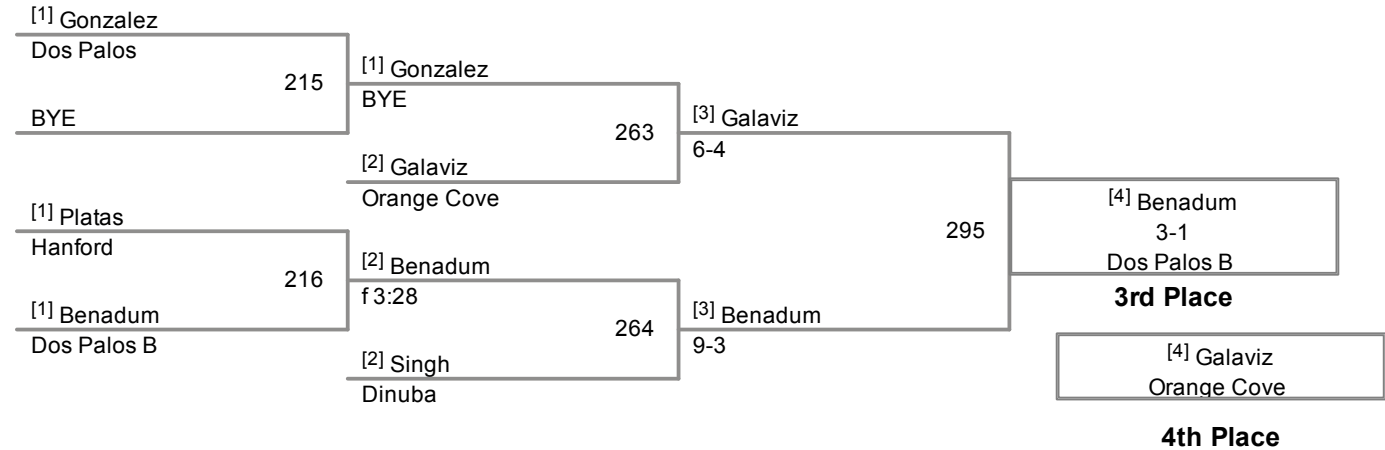 [1] Gonzalez
Dos Palos
215
BYE
[1] Gonzalez
BYE
263
[2] Galaviz
Orange Cove
[3] Galaviz
6-4
[1] Platas
Hanford
216
[1] Benadum
Dos Palos B
[2] Benadum
f 3:28
264
[2] Singh
Dinuba
[3] Benadum
9-3
295
[4] Benadum
3-1
Dos Palos B
3rd Place
[4] Galaviz
Orange Cove
4th Place